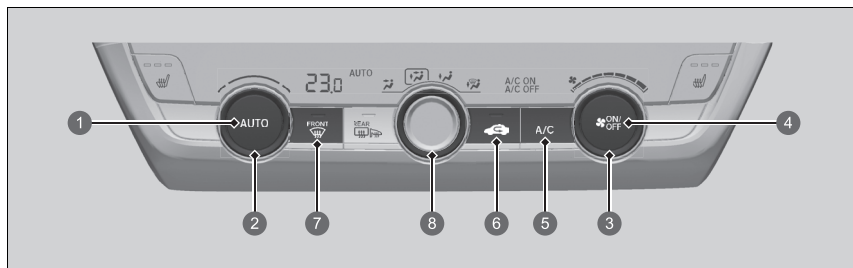 23.0
AUTO
A/C ON
A/C OFF
1
AUTO
FRONT
REAR
A/C
ON/
OFF
4
2
7
8
6
5
3